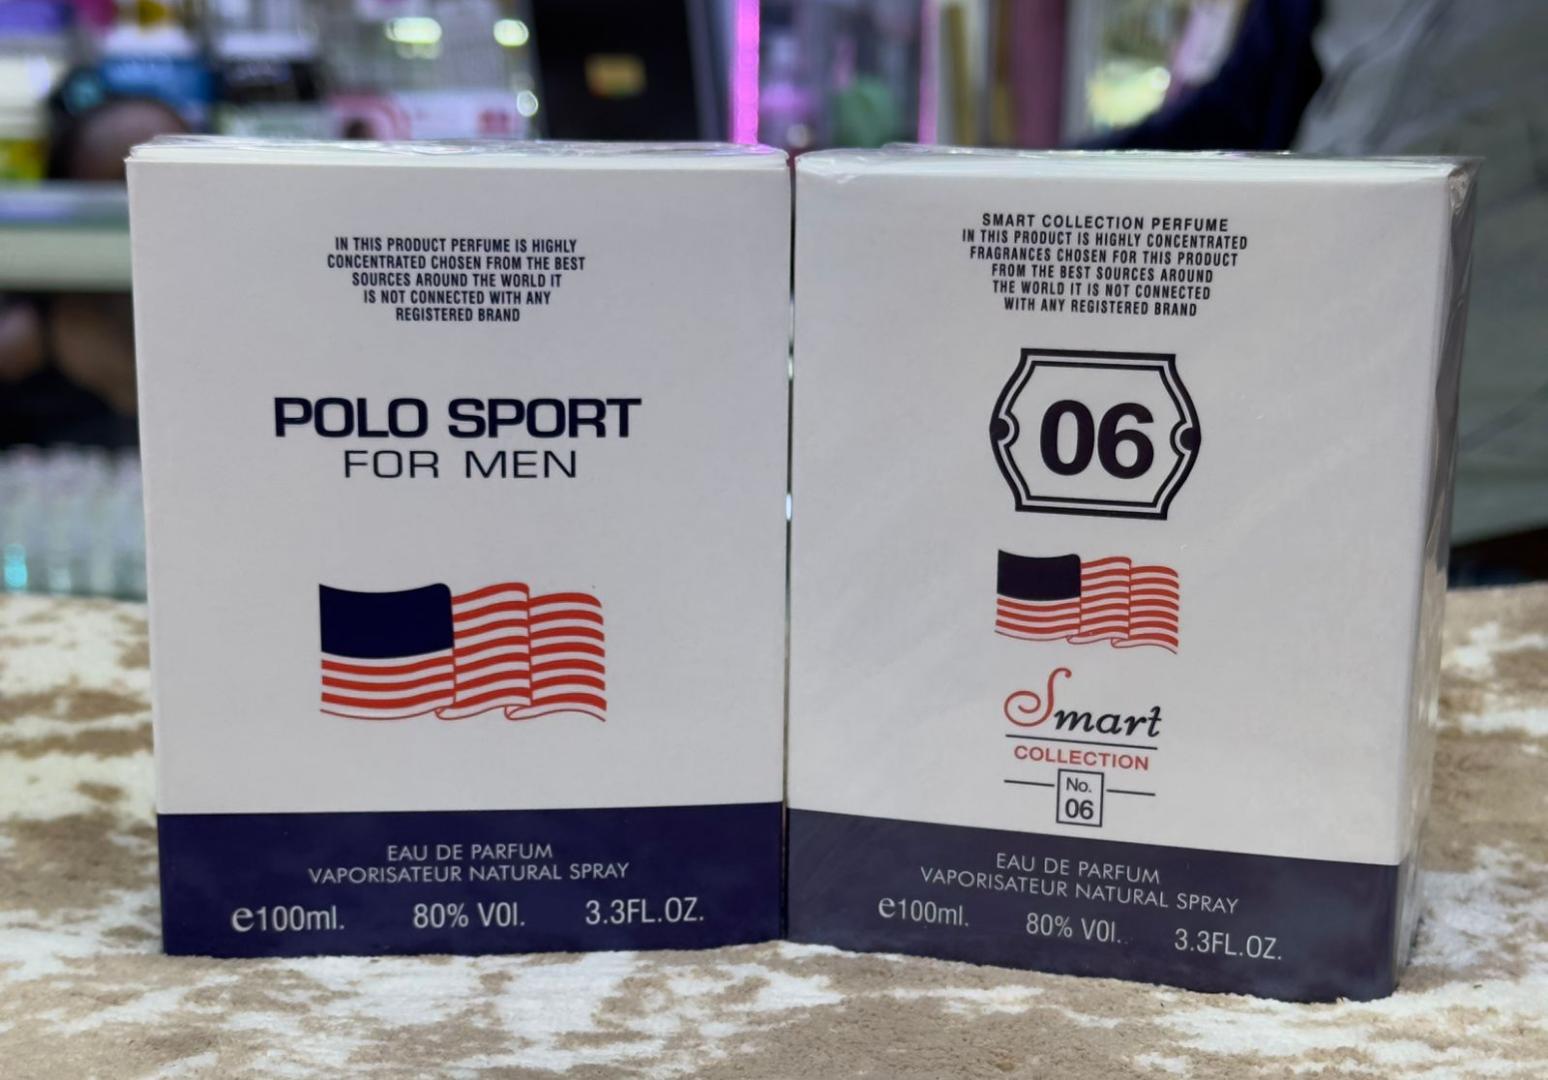 IN THIS PRODUCT PERFUME IS HIGHLY
CONCENTRATED CHOSEN FROM THE BEST
SOURCES AROUND THE WORLD IT
IS NOT CONNECTED WITH ANY
REGISTERED BRAND
POLO SPORT
FOR MEN
EAU DE PARFUM
VAPORISATEUR NATURAL SPRAY
e100ml. 80% V0l. 3.3FL.OZ.
SMART COLLECTION PERFUME
IN THIS PRODUCT IS HIGHLY CONCENTRATED
FRAGRANCES CHOSEN FOR THIS PRODUCT
FROM THE BEST SOURCES AROUND
THE WORLD IT IS NOT CONNECTED
WITH ANY REGISTERED BRAND
06
Smart
COLLECTION
No.
06
EAU DE PARFUM
VAPORISATEUR NATURAL SPRAY
e100ml. 80% V0l. 3.3FL.OZ.